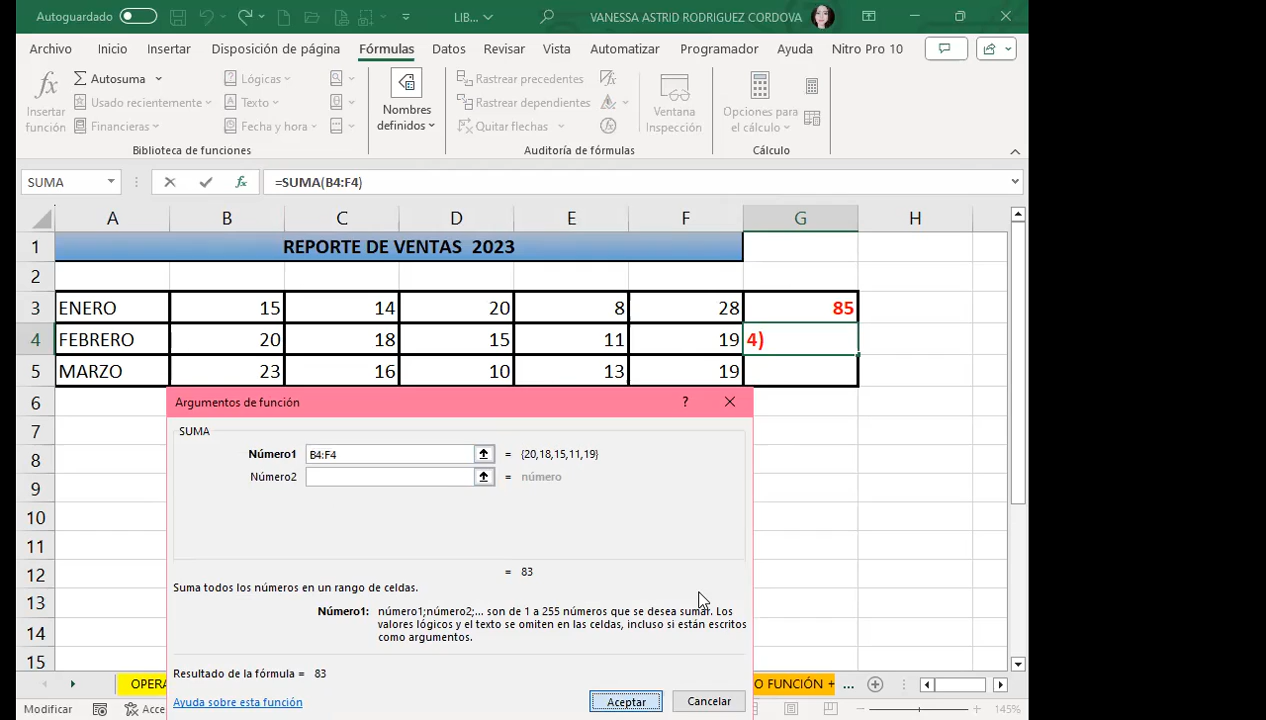 Autoguardado LIB... VANESSA ASTRID RODRIGUEZ CORDOVA
Archivo Inicio Insertar Disposición de página Fórmulas Datos Revisar Vista Automatizar Programador Ayuda Nitro Pro 10
fx Insertar función
Autosuma
Usado recientemente
Financieras
Lógicas
Texto
Fecha y hora
Biblioteca de funciones
Nombres definidos
Rastrear precedentes
Rastrear dependientes
Quitar flechas
Ventana Inspección
Auditoría de fórmulas
Opciones para el cálculo
Cálculo
SUMA fx =SUMA(B4:F4)
A B C D E F G H
1 REPORTE DE VENTAS 2023
2
3 ENERO 15 14 20 8 28 85
4 FEBRERO 20 18 15 11 19 4)
5 MARZO 23 16 10 13 19
6
7
8
9
10
11
12
13
14
15
Argumentos de función ?
SUMA
Número1 B4:F4 = {20,18,15,11,19}
Número2 = número
= 83
Suma todos los números en un rango de celdas.
Número1: número1;número2;... son de 1 a 255 números que se desea sumar. Los
valores lógicos y el texto se omiten en las celdas, incluso si están escritos
como argumentos.
Resultado de la fórmula = 83
Ayuda sobre esta función Aceptar Cancelar
OPERA O FUNCIÓN + ...
Modificar Acce 145%